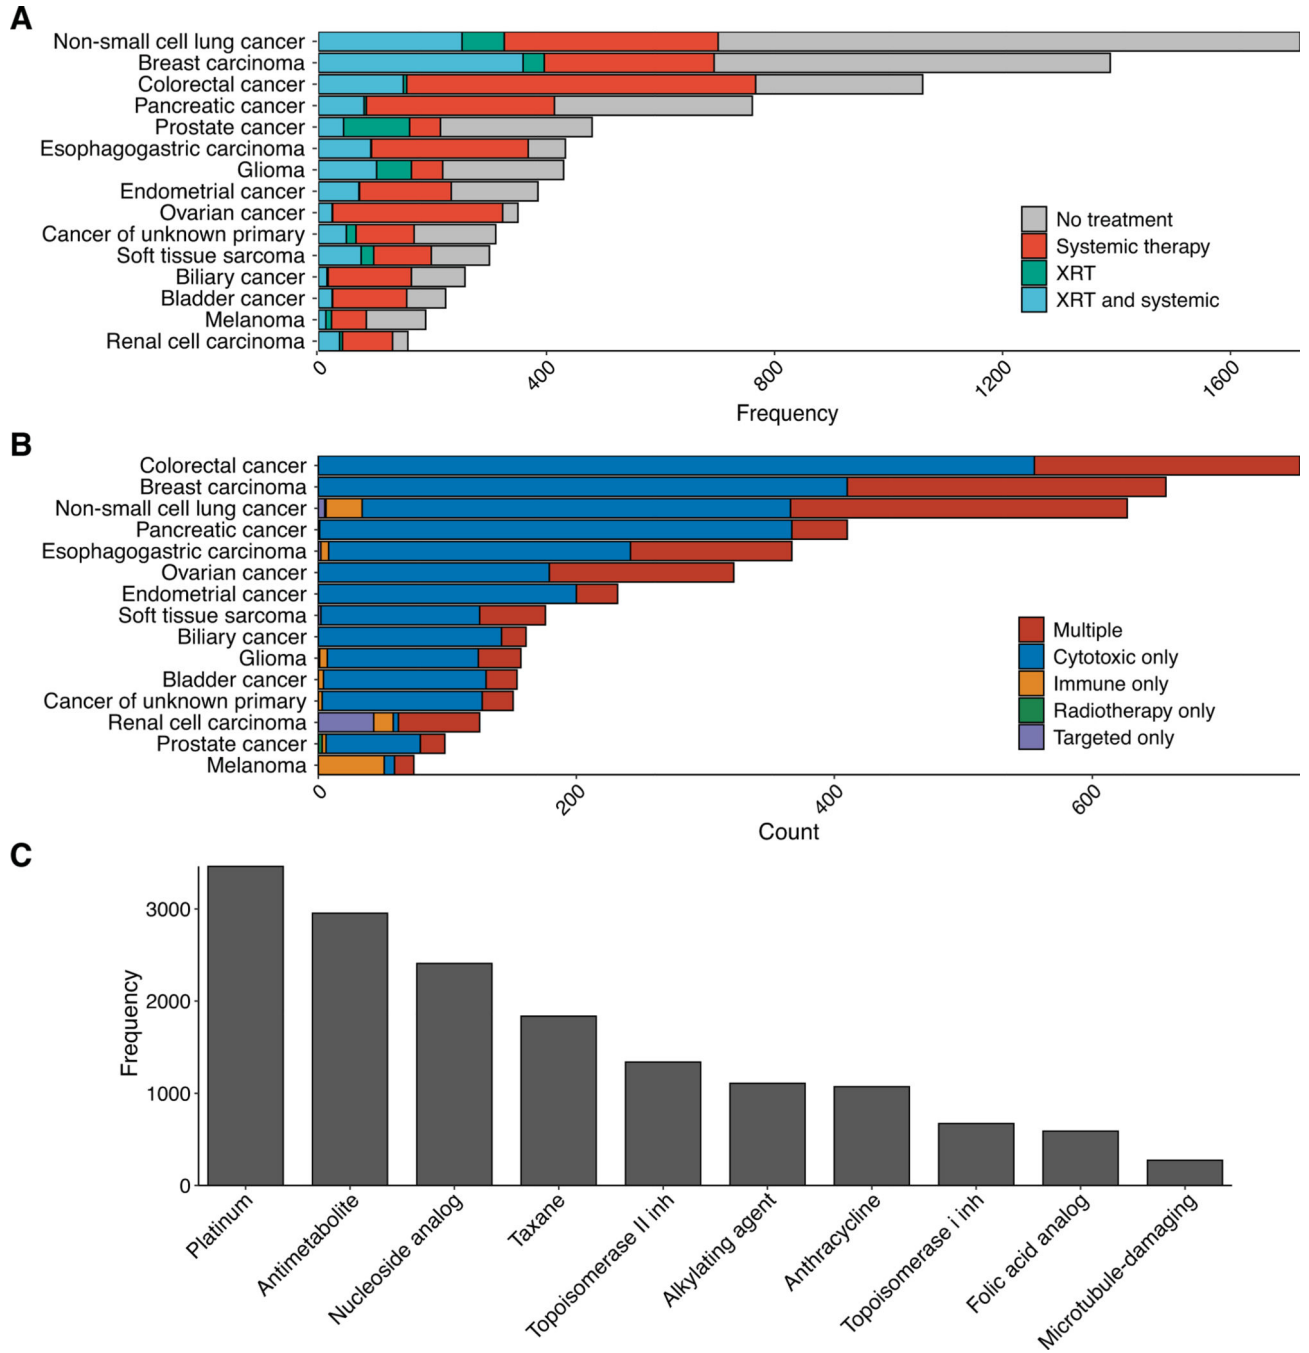 A
Non-small cell lung cancer
Breast carcinoma
Colorectal cancer
Pancreatic cancer
Prostate cancer
Esophagogastric carcinoma
Glioma
Endometrial cancer
Ovarian cancer
Cancer of unknown primary
Soft tissue sarcoma
Biliary cancer
Bladder cancer
Melanoma
Renal cell carcinoma
No treatment
Systemic therapy
XRT
XRT and systemic
0 400 800 1200 1600
Frequency
B
Colorectal cancer
Breast carcinoma
Non-small cell lung cancer
Pancreatic cancer
Esophagogastric carcinoma
Ovarian cancer
Endometrial cancer
Soft tissue sarcoma
Biliary cancer
Glioma
Bladder cancer
Cancer of unknown primary
Renal cell carcinoma
Prostate cancer
Melanoma
Multiple
Cytotoxic only
Immune only
Radiotherapy only
Targeted only
0 200 400 600
Count
C
Frequency
3000
2000
1000
0
Platinum
Antimetabolite
Nucleoside analog
Taxane
Topoisomerase II inh
Alkylating agent
Anthracycline
Topoisomerase i inh
Folic acid analog
Microtubule-damaging